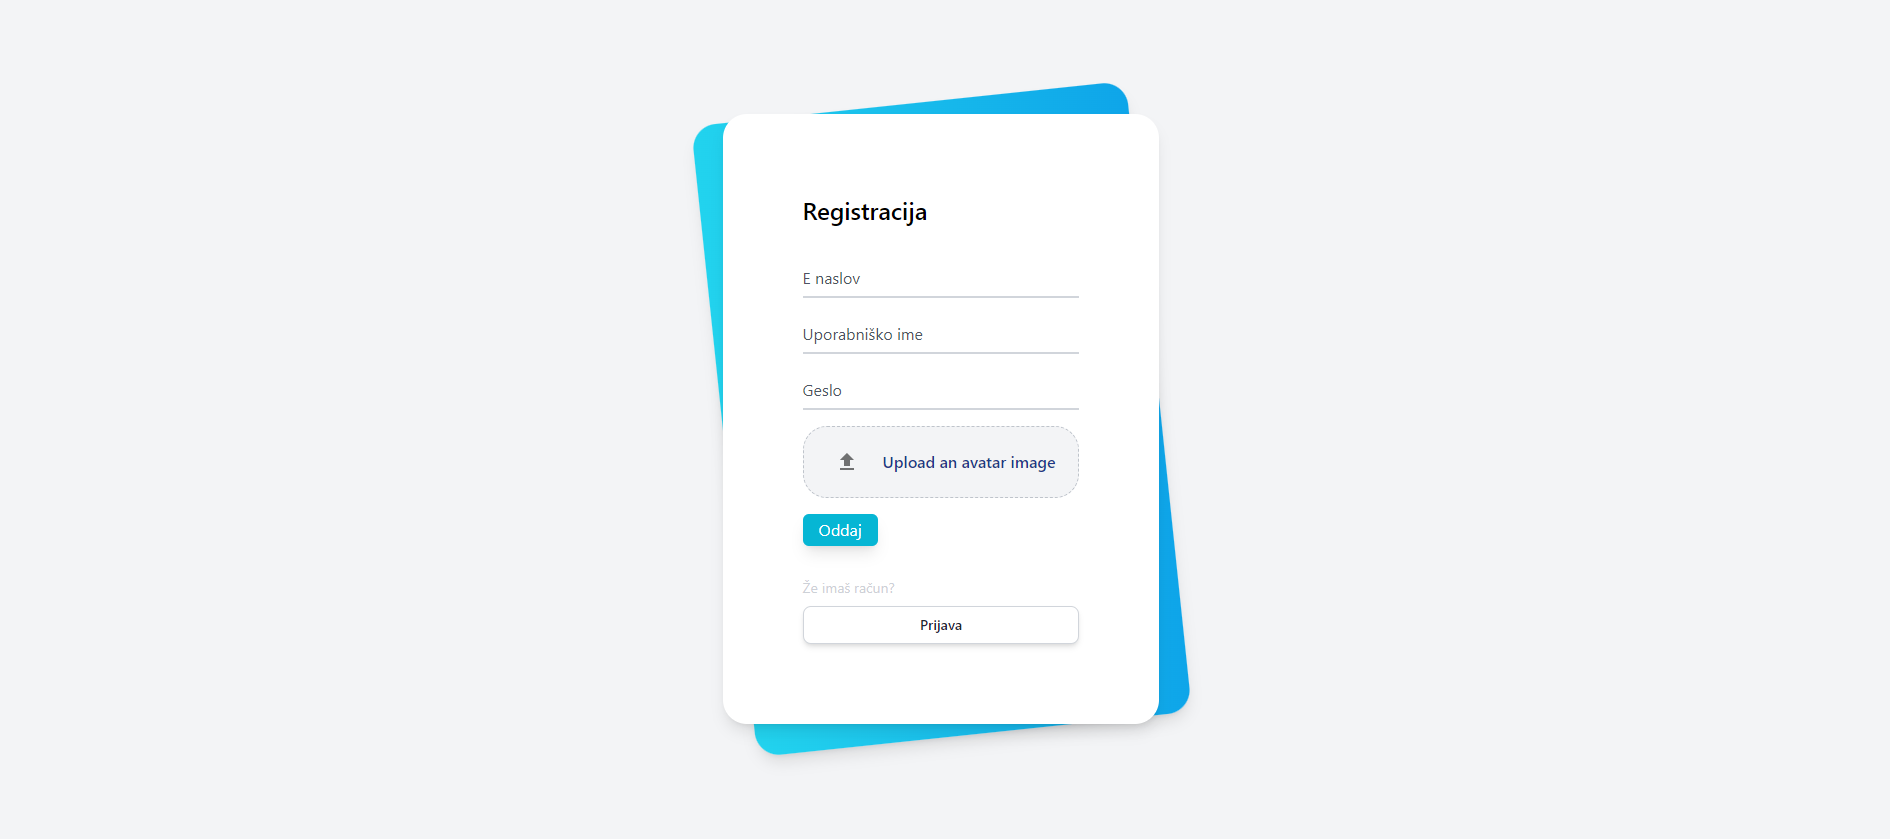 Registracija
E naslov
Uporabniško ime
Geslo
Upload an avatar image
Oddaj
Že imaš račun?
Prijava